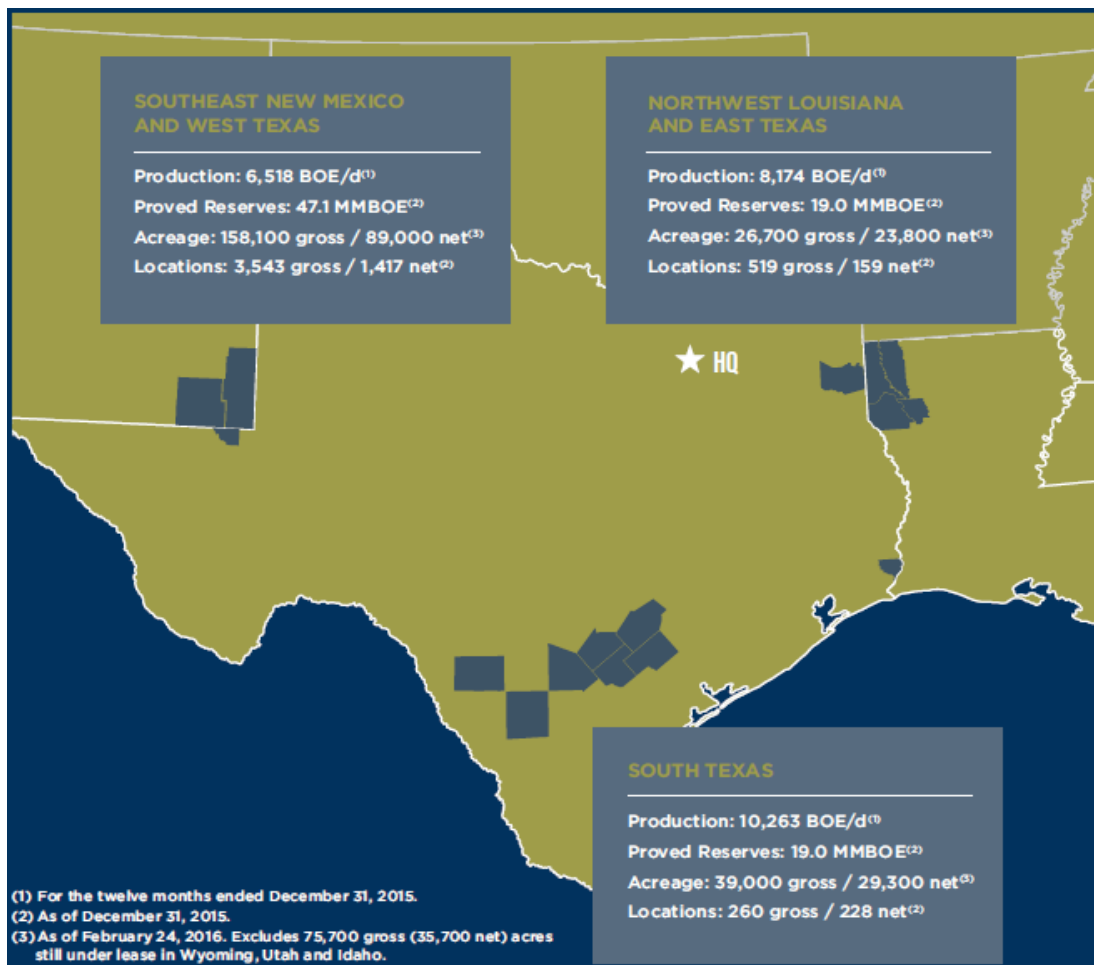 SOUTHEAST NEW MEXICO
AND WEST TEXAS
Production: 6,518 BOE/d(1)
Proved Reserves: 47.1 MMBOE(2)
Acreage: 158,100 gross / 89,000 net(3)
Locations: 3,543 gross / 1,417 net(2)
NORTHWEST LOUISIANA
AND EAST TEXAS
Production: 8,174 BOE/d(1)
Proved Reserves: 19.0 MMBOE(2)
Acreage: 26,700 gross / 23,800 net(3)
Locations: 519 gross / 159 net(2)
HQ
SOUTH TEXAS
Production: 10,263 BOE/d(1)
Proved Reserves: 19.0 MMBOE(2)
Acreage: 39,000 gross / 29,300 net(3)
Locations: 260 gross / 228 net(2)
(1) For the twelve months ended December 31, 2015.
(2) As of December 31, 2015.
(3) As of February 24, 2016. Excludes 75,700 gross (35,700 net) acres
still under lease in Wyoming, Utah and Idaho.